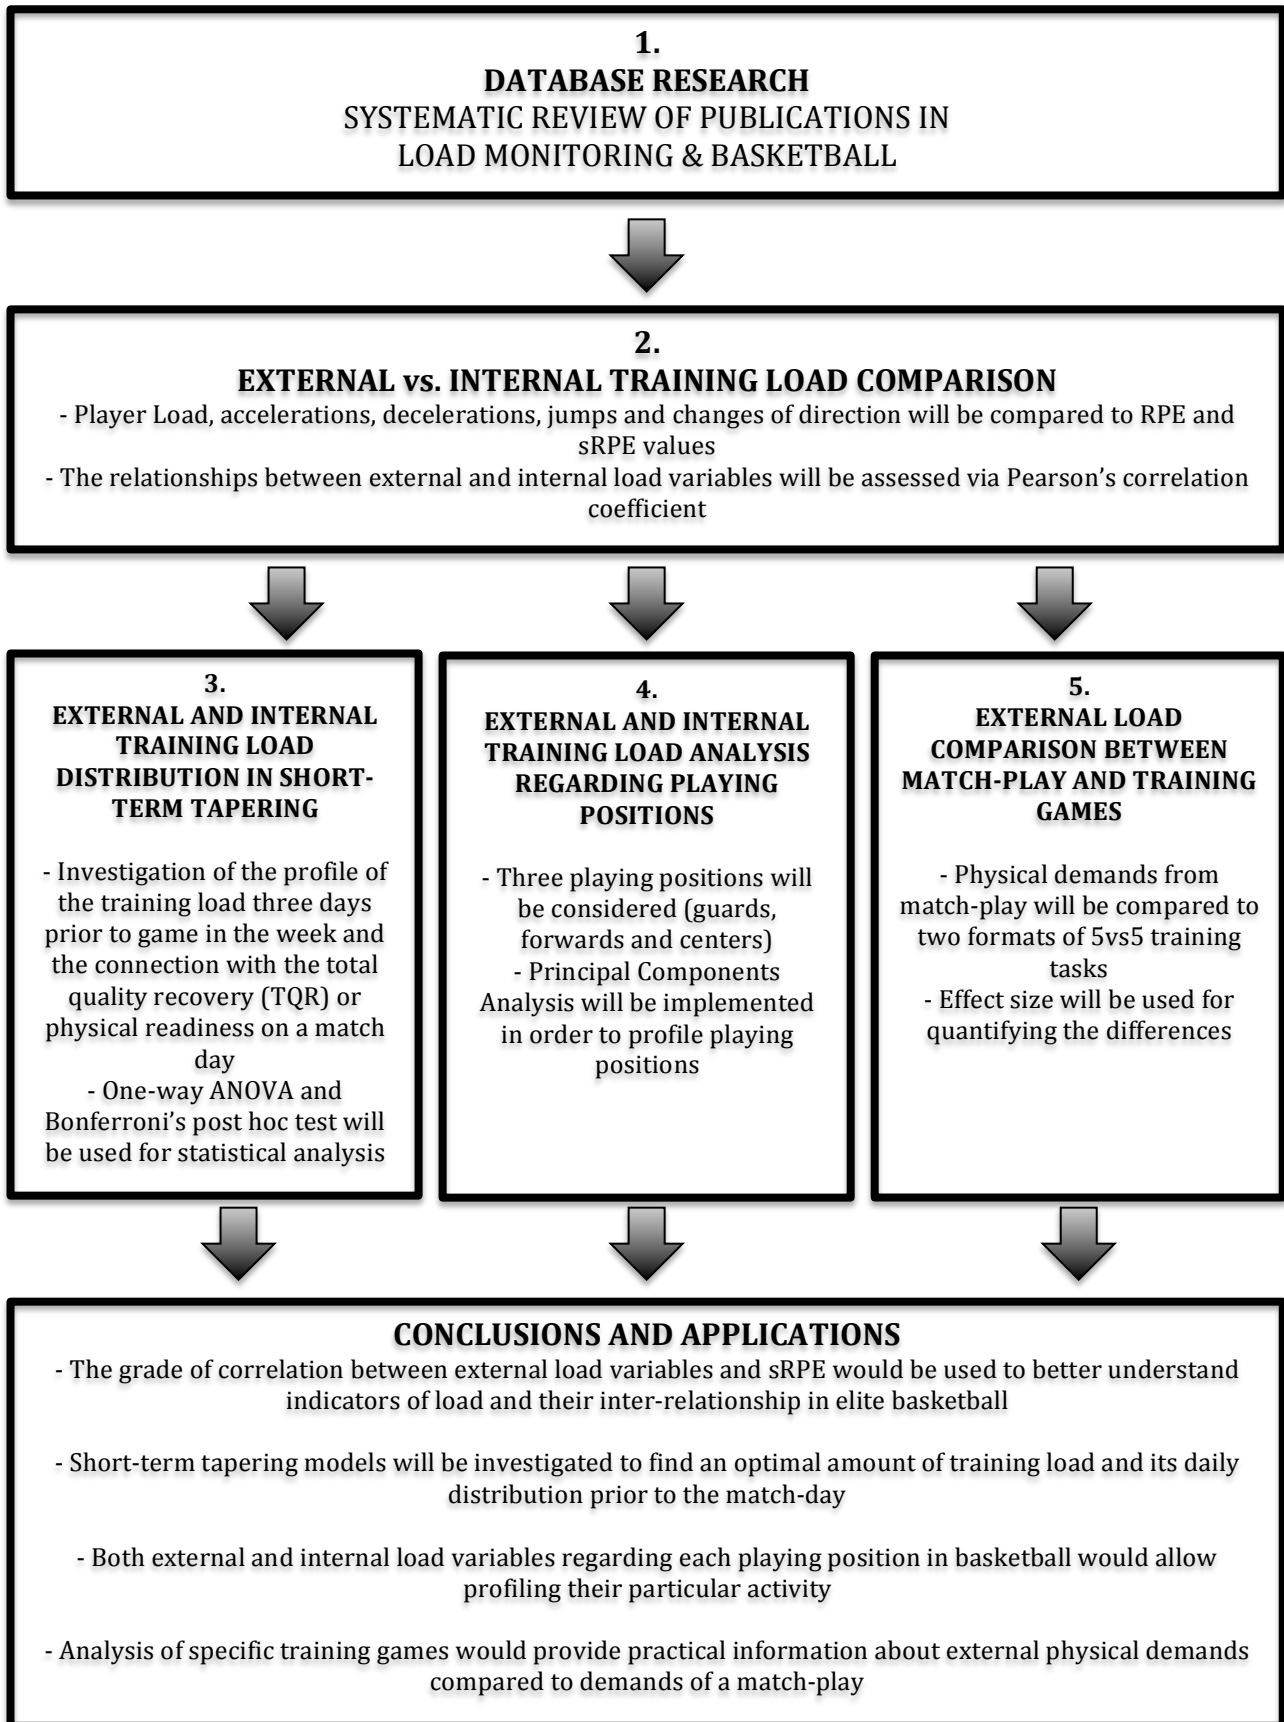 1.
DATABASE RESEARCH
SYSTEMATIC REVIEW OF PUBLICATIONS IN
LOAD MONITORING & BASKETBALL
2.
EXTERNAL vs. INTERNAL TRAINING LOAD COMPARISON
- Player Load, accelerations, decelerations, jumps and changes of direction will be compared to RPE and
sRPE values
- The relationships between external and internal load variables will be assessed via Pearson's correlation
coefficient
3.
EXTERNAL AND INTERNAL
TRAINING LOAD
DISTRIBUTION IN SHORT-
TERM TAPERING
- Investigation of the profile of
the training load three days
prior to game in the week and
the connection with the total
quality recovery (TQR) or
physical readiness on a match
day
- One-way ANOVA and
Bonferroni's post hoc test will
be used for statistical analysis
4.
EXTERNAL AND INTERNAL
TRAINING LOAD ANALYSIS
REGARDING PLAYING
POSITIONS
- Three playing positions will
be considered (guards,
forwards and centers)
- Principal Components
Analysis will be implemented
in order to profile playing
positions
5.
EXTERNAL LOAD
COMPARISON BETWEEN
MATCH-PLAY AND TRAINING
GAMES
- Physical demands from
match-play will be compared to
two formats of 5vs5 training
tasks
- Effect size will be used for
quantifying the differences
CONCLUSIONS AND APPLICATIONS
- The grade of correlation between external load variables and sRPE would be used to better understand
indicators of load and their inter-relationship in elite basketball
- Short-term tapering models will be investigated to find an optimal amount of training load and its daily
distribution prior to the match-day
- Both external and internal load variables regarding each playing position in basketball would allow
profiling their particular activity
- Analysis of specific training games would provide practical information about external physical demands
compared to demands of a match-play